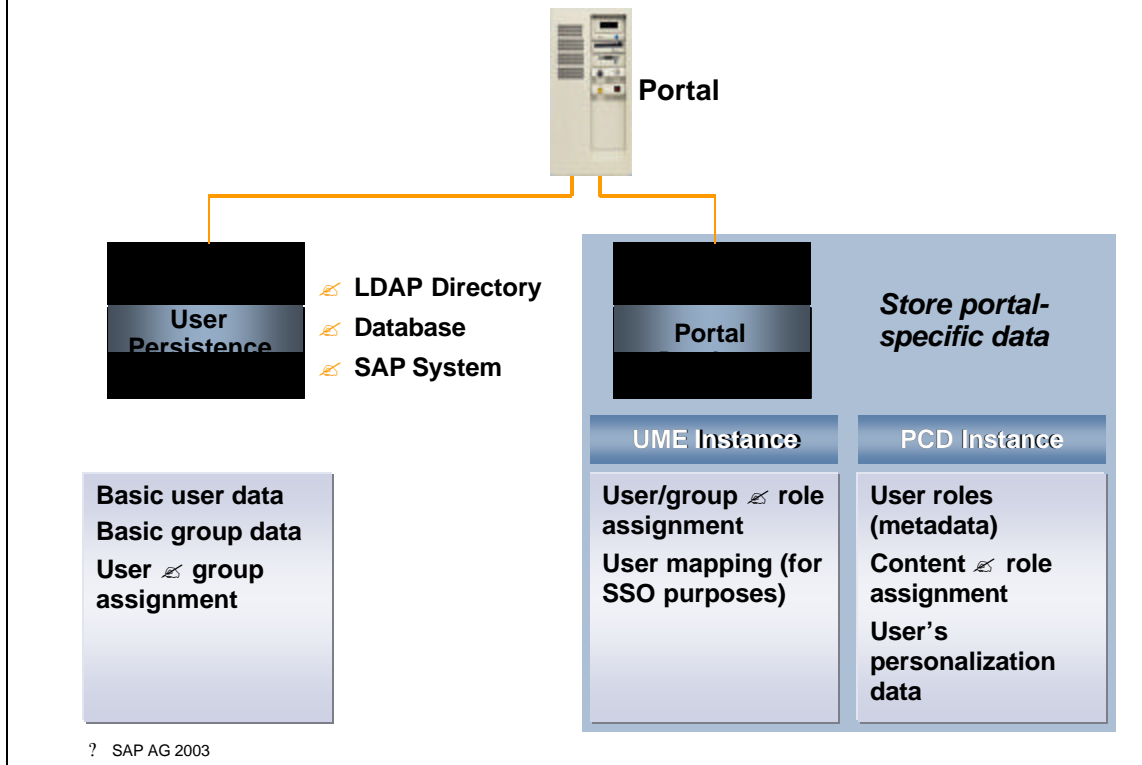 Portal
LDAP Directory
Database
SAP System
User
Persistence
Portal
Store portal-
specific data
UME Instance
PCD Instance
Basic user data
Basic group data
User ✍ group
assignment
User/group ✍ role
assignment
User mapping (for
SSO purposes)
User roles
(metadata)
Content ✍ role
assignment
User’s
personalization
data
? SAP AG 2003